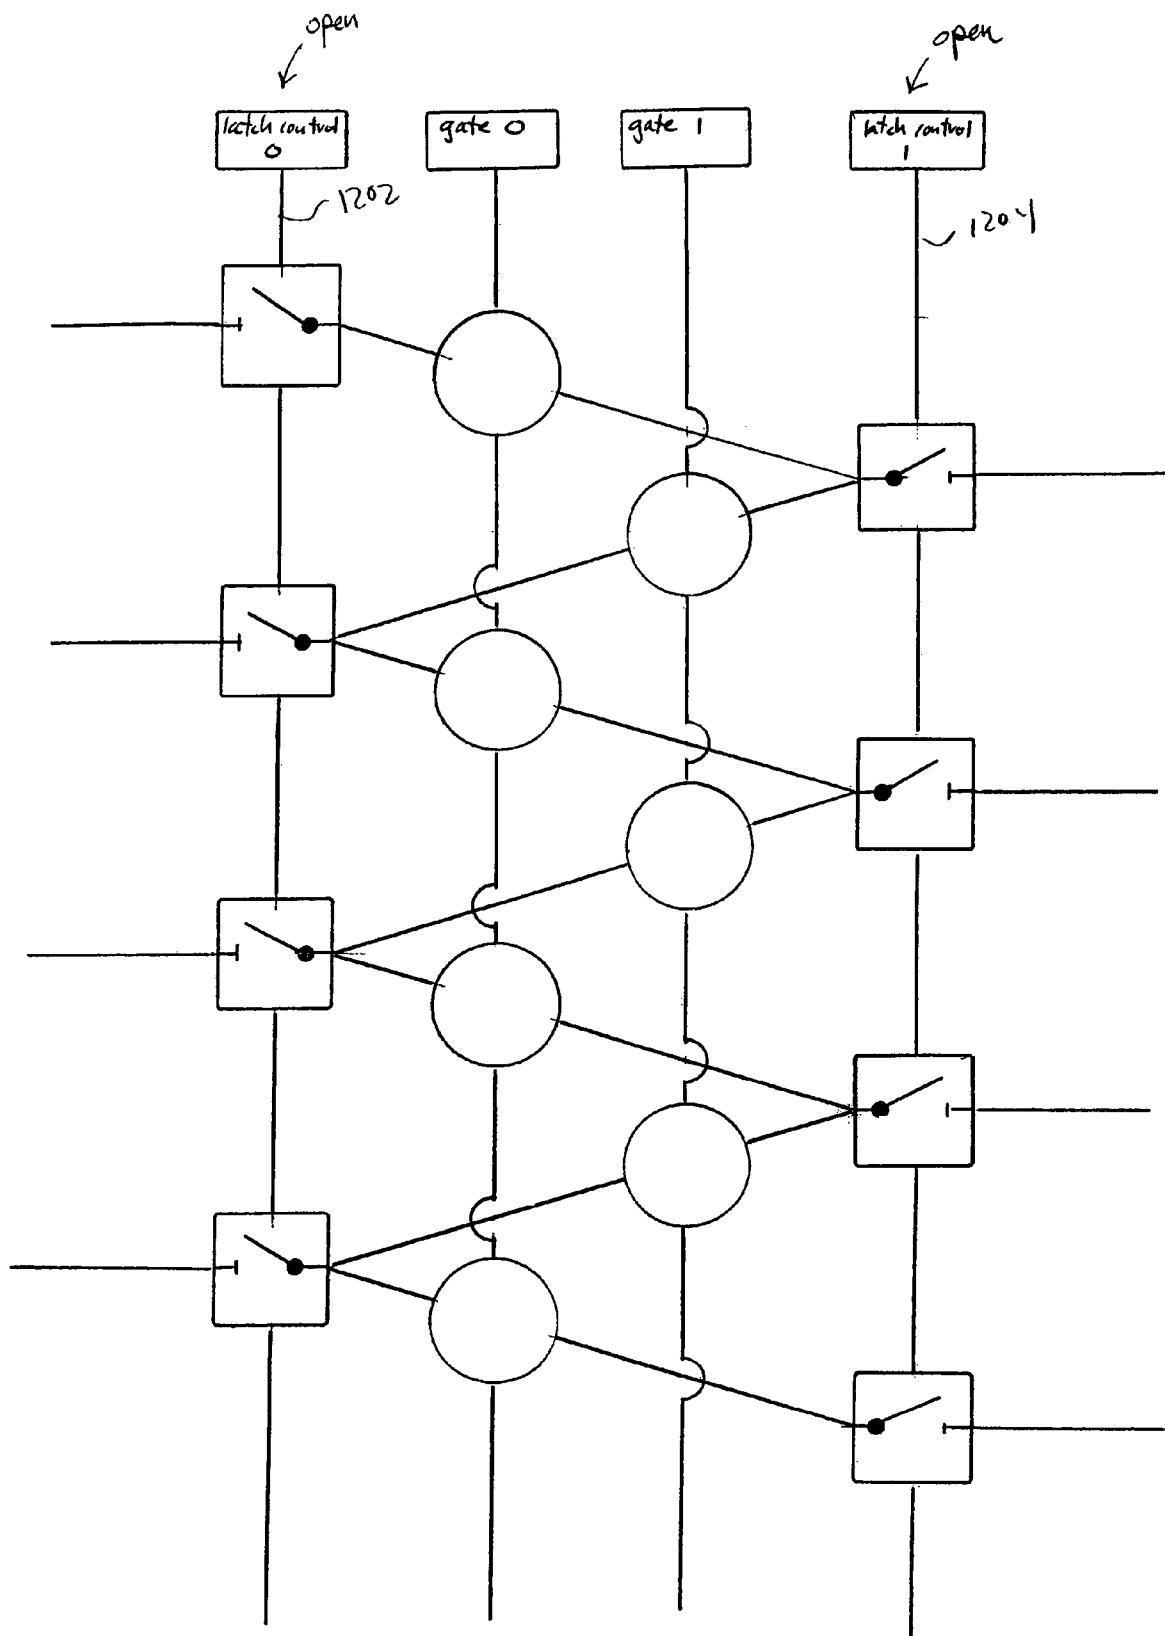 open
open
latch control
0
gate 0
gate 1
latch control
1
1202
1204